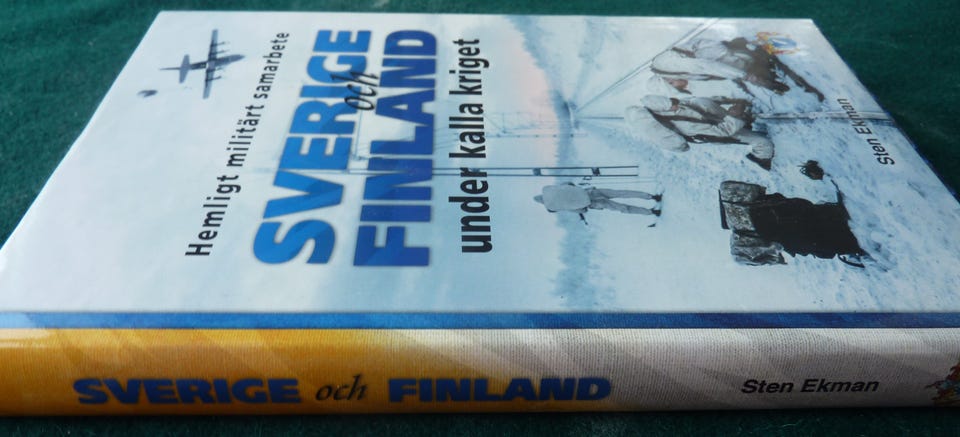 Hemligt militärt samarbete
SVERIGE
och
FINLAND
under kalla kriget
Sten Ekman
SVERIGE och FINLAND Sten Ekman